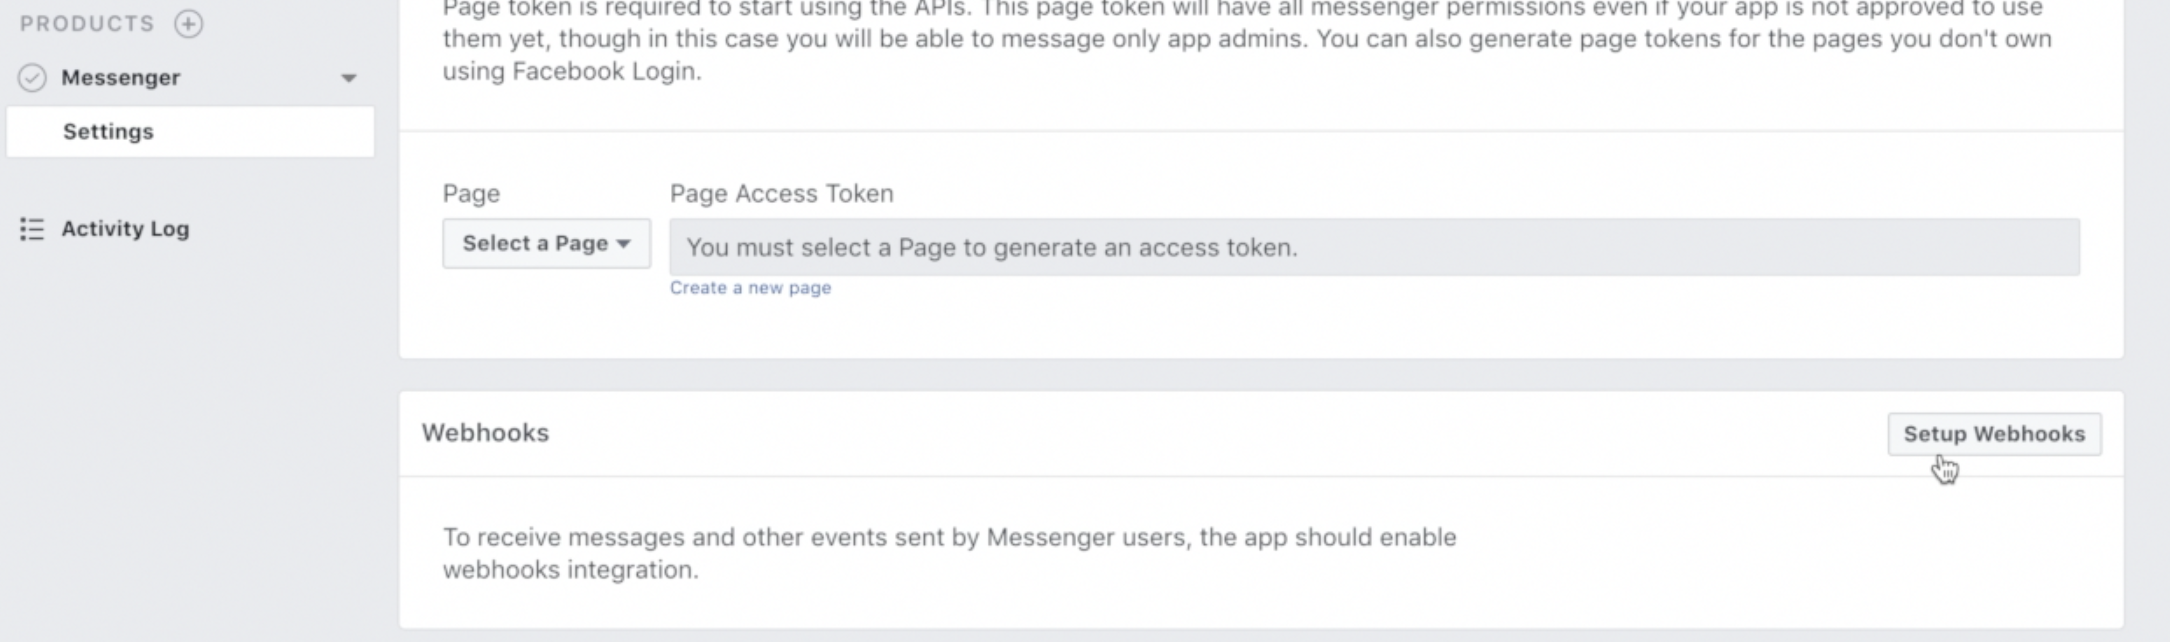 PRODUCTS
Messenger
Settings
Activity Log
Page token is required to start using the APIs. This page token will have all messenger permissions even if your app is not approved to use
them yet, though in this case you will be able to message only app admins. You can also generate page tokens for the pages you don't own
using Facebook Login.
Page
Page Access Token
Select a Page
You must select a Page to generate an access token.
Create a new page
Webhooks
Setup Webhooks
To receive messages and other events sent by Messenger users, the app should enable
webhooks integration.